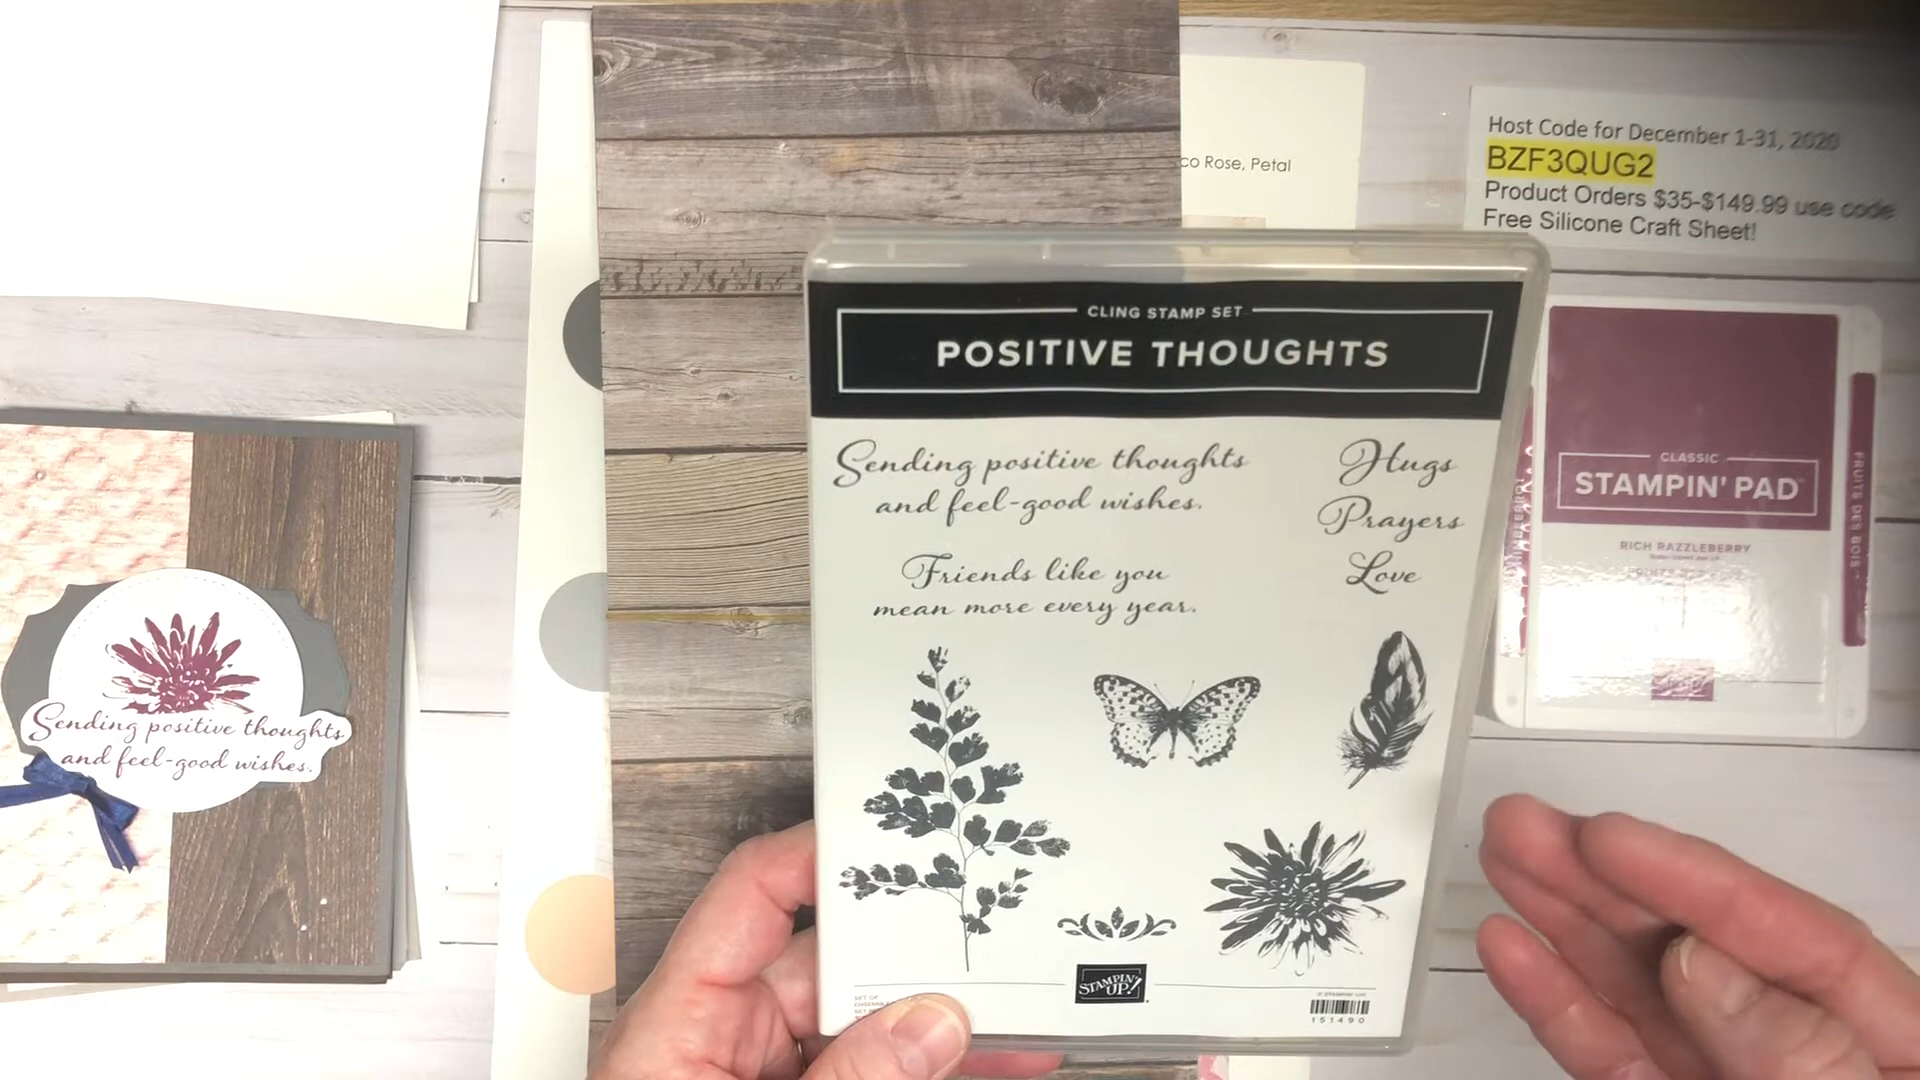 co Rose, Petal
Host Code for December 1-31, 2020
BZF3QUG2
Product Orders $35-$149.99 use code
Free Silicone Craft Sheet!
CLING STAMP SET
POSITIVE THOUGHTS
Sending positive thoughts
and feel-good wishes.
Hugs
Prayers
Love
Friends like you
mean more every year.
STAMPIN' UP!
SET OF
151490
CLASSIC
STAMPIN' PAD
RICH RAZZLEBERRY
FRUITS DES BOIS
Sending positive thoughts
and feel-good wishes.